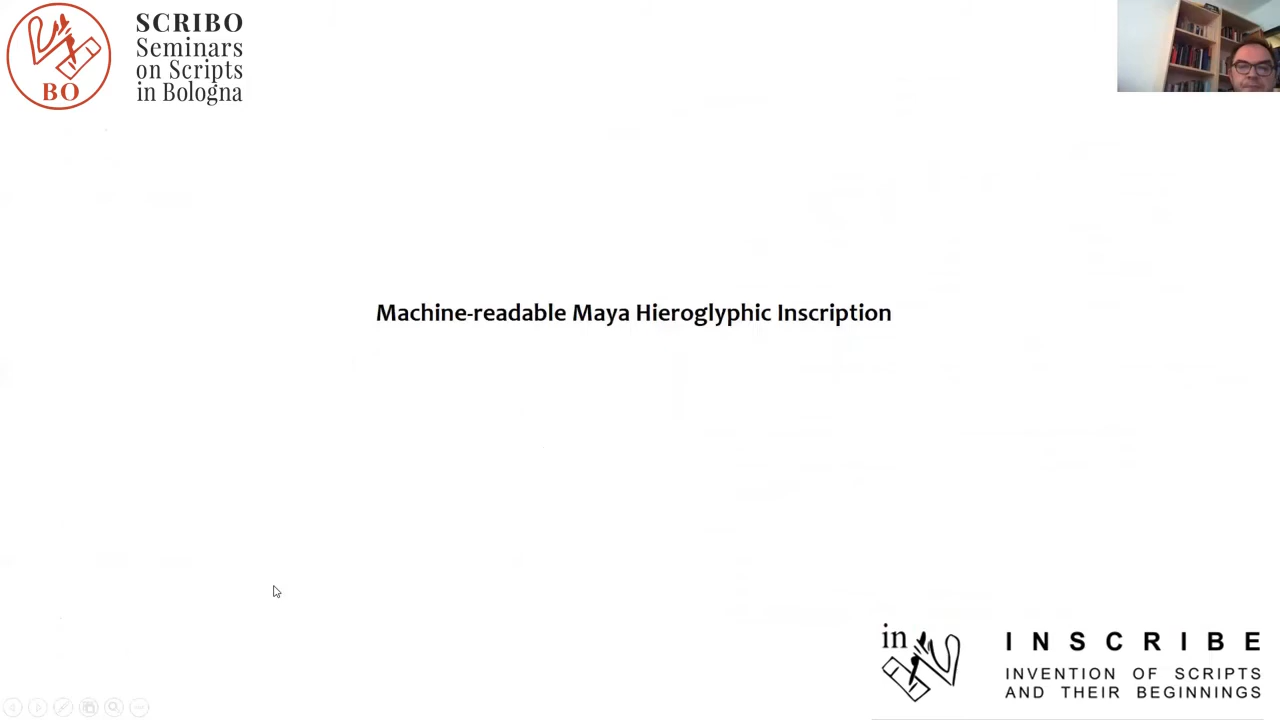 SCRIBO
Seminars
on Scripts
in Bologna
BO
Machine-readable Maya Hieroglyphic Inscription
in
INSCRIBE
INVENTION OF SCRIPTS
AND THEIR BEGINNINGS